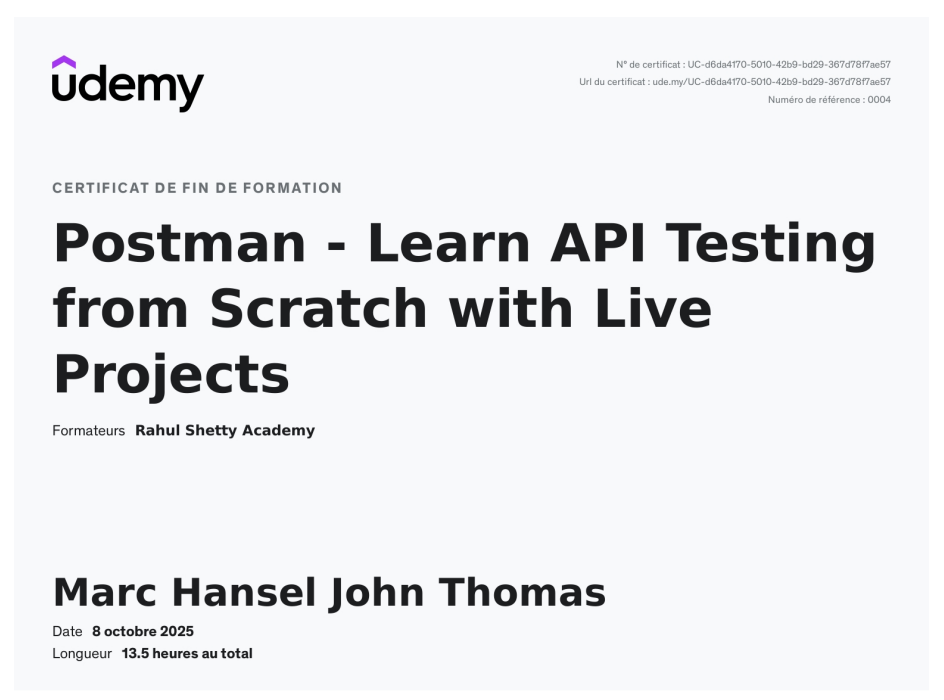 udemy
N° de certificat : UC-d6da4170-5010-42b9-bd29-367d78f7ae57
Url du certificat : ude.my/UC-d6da4170-5010-42b9-bd29-367d78f7ae57
Numéro de référence : 0004
CERTIFICAT DE FIN DE FORMATION
Postman - Learn API Testing
from Scratch with Live
Projects
Formateurs Rahul Shetty Academy
Marc Hansel John Thomas
Date 8 octobre 2025
Longueur 13.5 heures au total